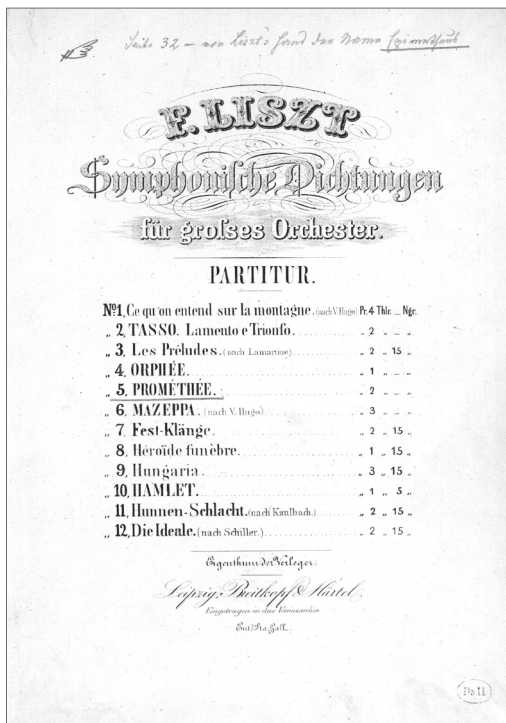 Seite 32 – von Liszt's Hand der Name Epimetheus
F. LISZT
Symphonische Dichtungen
für großes Orchester.
PARTITUR.
No. 1, Ce qu'on entend sur la montagne. (nach V. Hugo) Pr. 4 Thlr. _ Ngr.
„ 2, TASSO. Lamento e Trionfo. „ 2 „ _ „
„ 3, Les Préludes. (nach Lamartine) „ 2 „ 15 „
„ 4, ORPHÉE. „ 1 „ _ „
„ 5, PROMÉTHÉE. „ 2 „ _ „
„ 6, MAZEPPA. (nach V. Hugo) „ 3 „ _ „
„ 7, Fest-Klänge. „ 2 „ 15 „
„ 8, Héroïde funèbre. „ 1 „ 15 „
„ 9, Hungaria. „ 3 „ 15 „
„ 10, HAMLET. „ 1 „ 5 „
„ 11, Hunnen-Schlacht. (nach Kaulbach.) „ 2 „ 15 „
„ 12, Die Ideale. (nach Schiller.) „ 2 „ 15 „
Eigenthum der Verleger.
Leipzig, Breitkopf & Härtel.
Eingetragen in das Vereinsarchiv.
Ent. Sta. Hall.